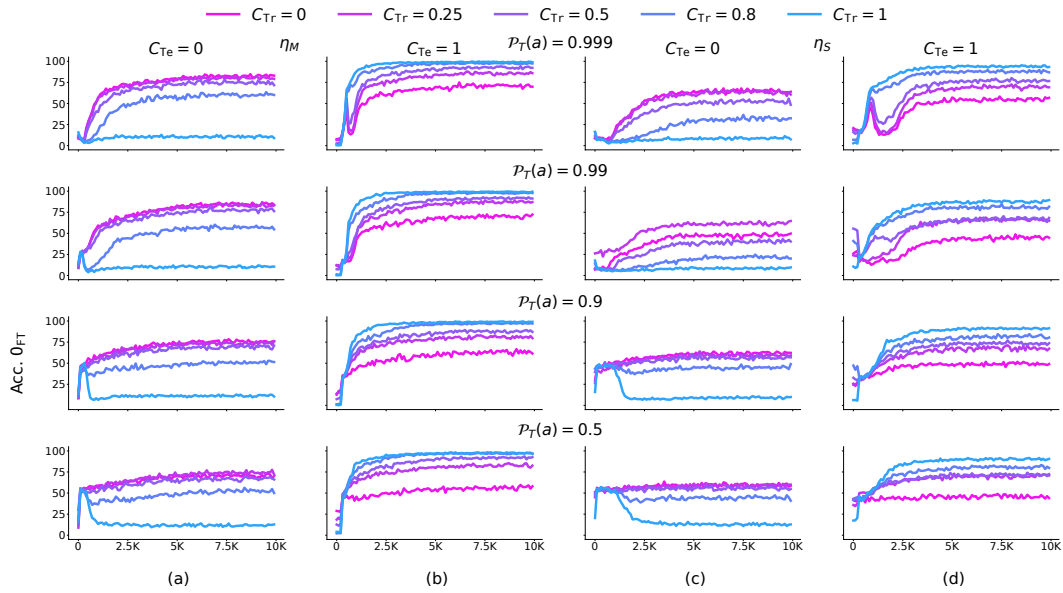 C_Tr = 0 C_Tr = 0.25 C_Tr = 0.5 C_Tr = 0.8 C_Tr = 1
C_Te = 0 η_M C_Te = 1 𝒫_T(a) = 0.999 C_Te = 0 η_S C_Te = 1
100
75
50
25
0
𝒫_T(a) = 0.99
100
75
50
25
0
𝒫_T(a) = 0.9
100
75
50
25
Acc. 0_FT
𝒫_T(a) = 0.5
100
75
50
25
0
0 2.5K 5K 7.5K 10K 0 2.5K 5K 7.5K 10K 0 2.5K 5K 7.5K 10K 0 2.5K 5K 7.5K 10K
(a) (b) (c) (d)